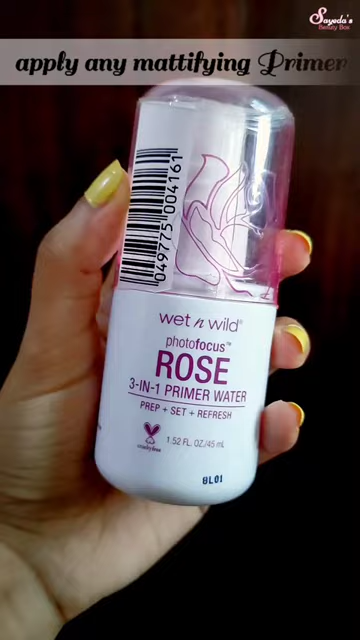 Sayeda's
Beauty Box
apply any mattifying Primer
049775 004161
wet n wild®
photofocus™
ROSE
3-IN-1 PRIMER WATER
PREP + SET + REFRESH
crueltyfree
1.52 FL. OZ./45 mL
BL01